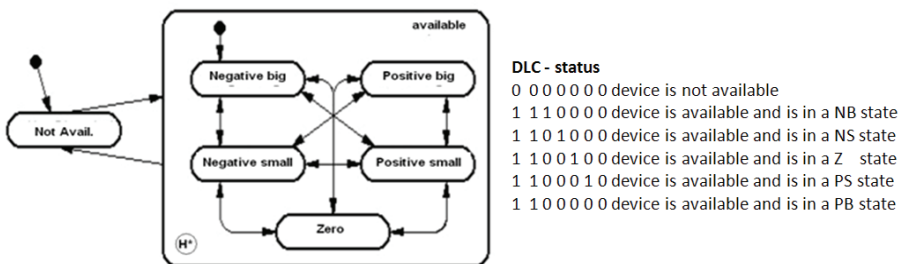 available
Negative big
Positive big
Not Avail.
Negative small
Positive small
Zero
H*
DLC - status
0 0 0 0 0 0 0 device is not available
1 1 1 0 0 0 0 device is available and is in a NB state
1 1 0 1 0 0 0 device is available and is in a NS state
1 1 0 0 1 0 0 device is available and is in a Z state
1 1 0 0 0 1 0 device is available and is in a PS state
1 1 0 0 0 0 0 device is available and is in a PB state